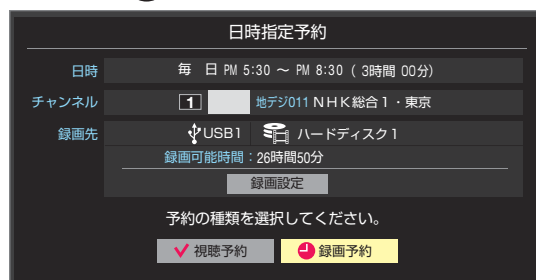 日時指定予約
日時 毎 日 PM 5:30 ～ PM 8:30 ( 3時間 00分)
チャンネル 1 地デジ011 NHK総合1・東京
録画先 USB1 ハードディスク1
録画可能時間：26時間50分
録画設定
予約の種類を選択してください。
視聴予約 録画予約